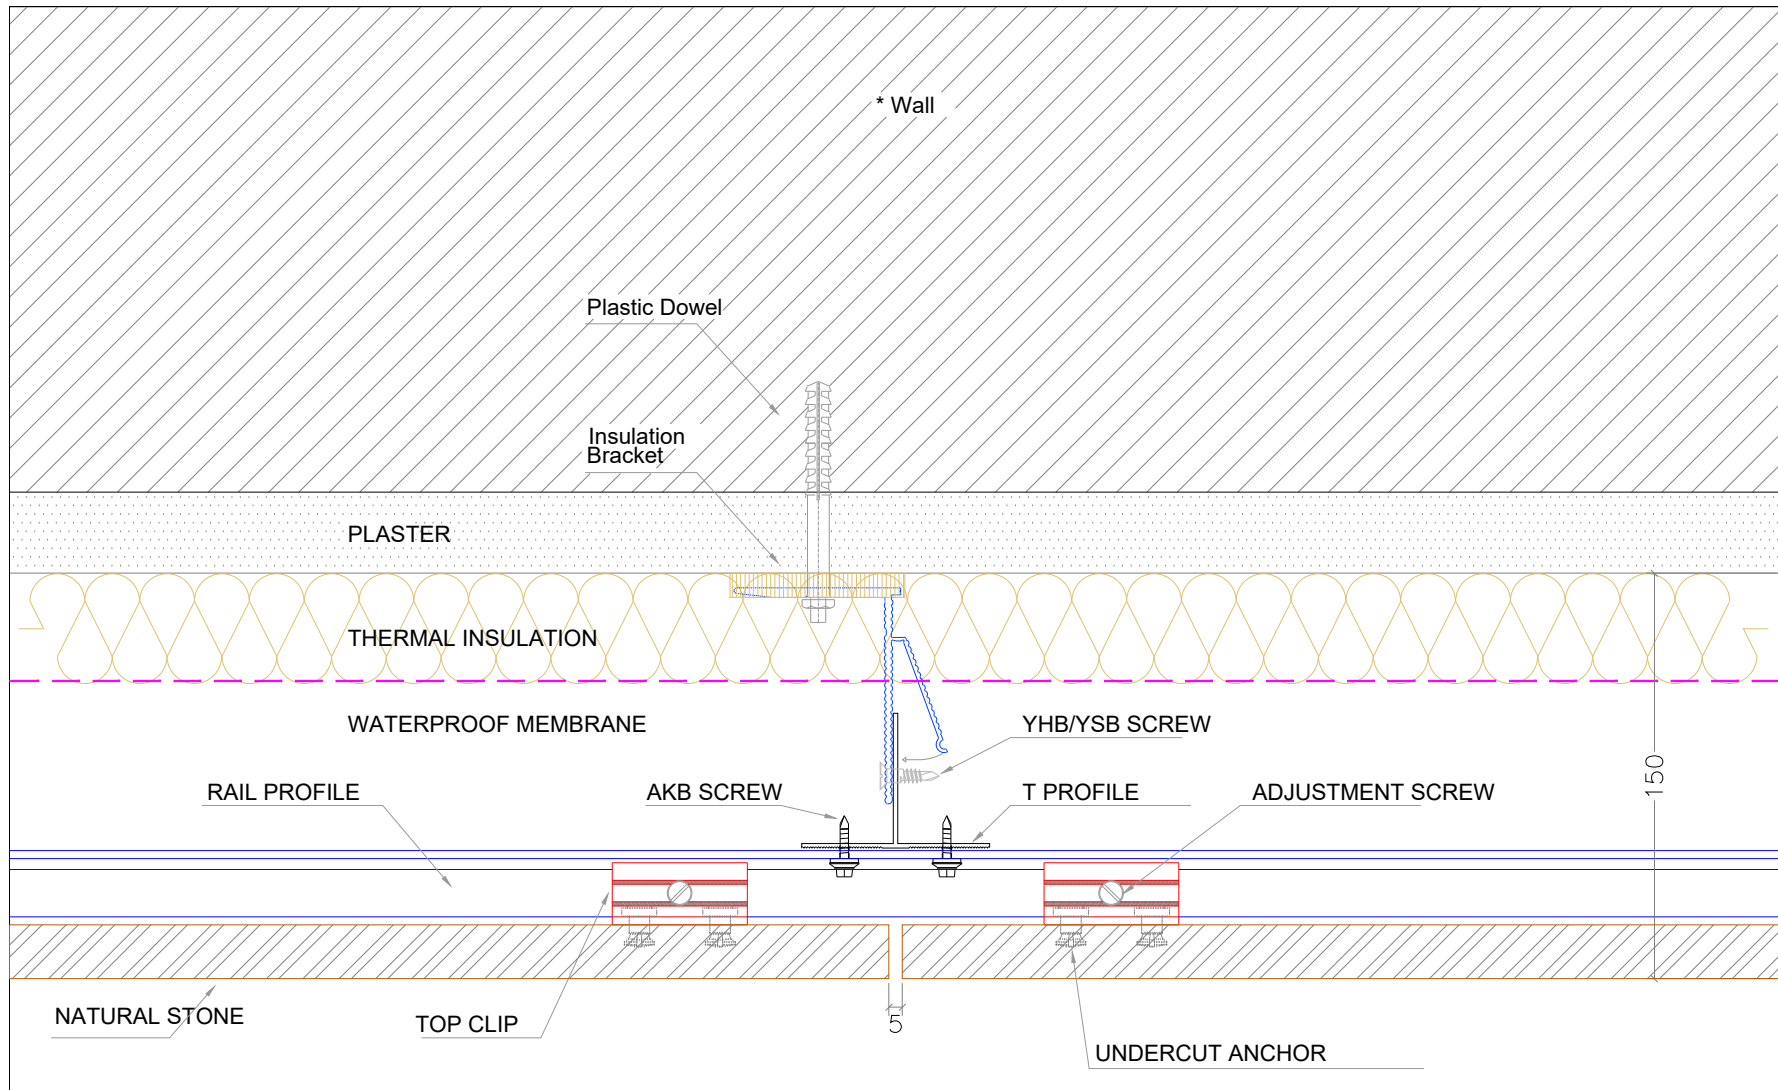 * Wall
Plastic Dowel
Insulation
Bracket
PLASTER
THERMAL INSULATION
WATERPROOF MEMBRANE
YHB/YSB SCREW
RAIL PROFILE
AKB SCREW
T PROFILE
ADJUSTMENT SCREW
150
NATURAL STONE
TOP CLIP
5
UNDERCUT ANCHOR